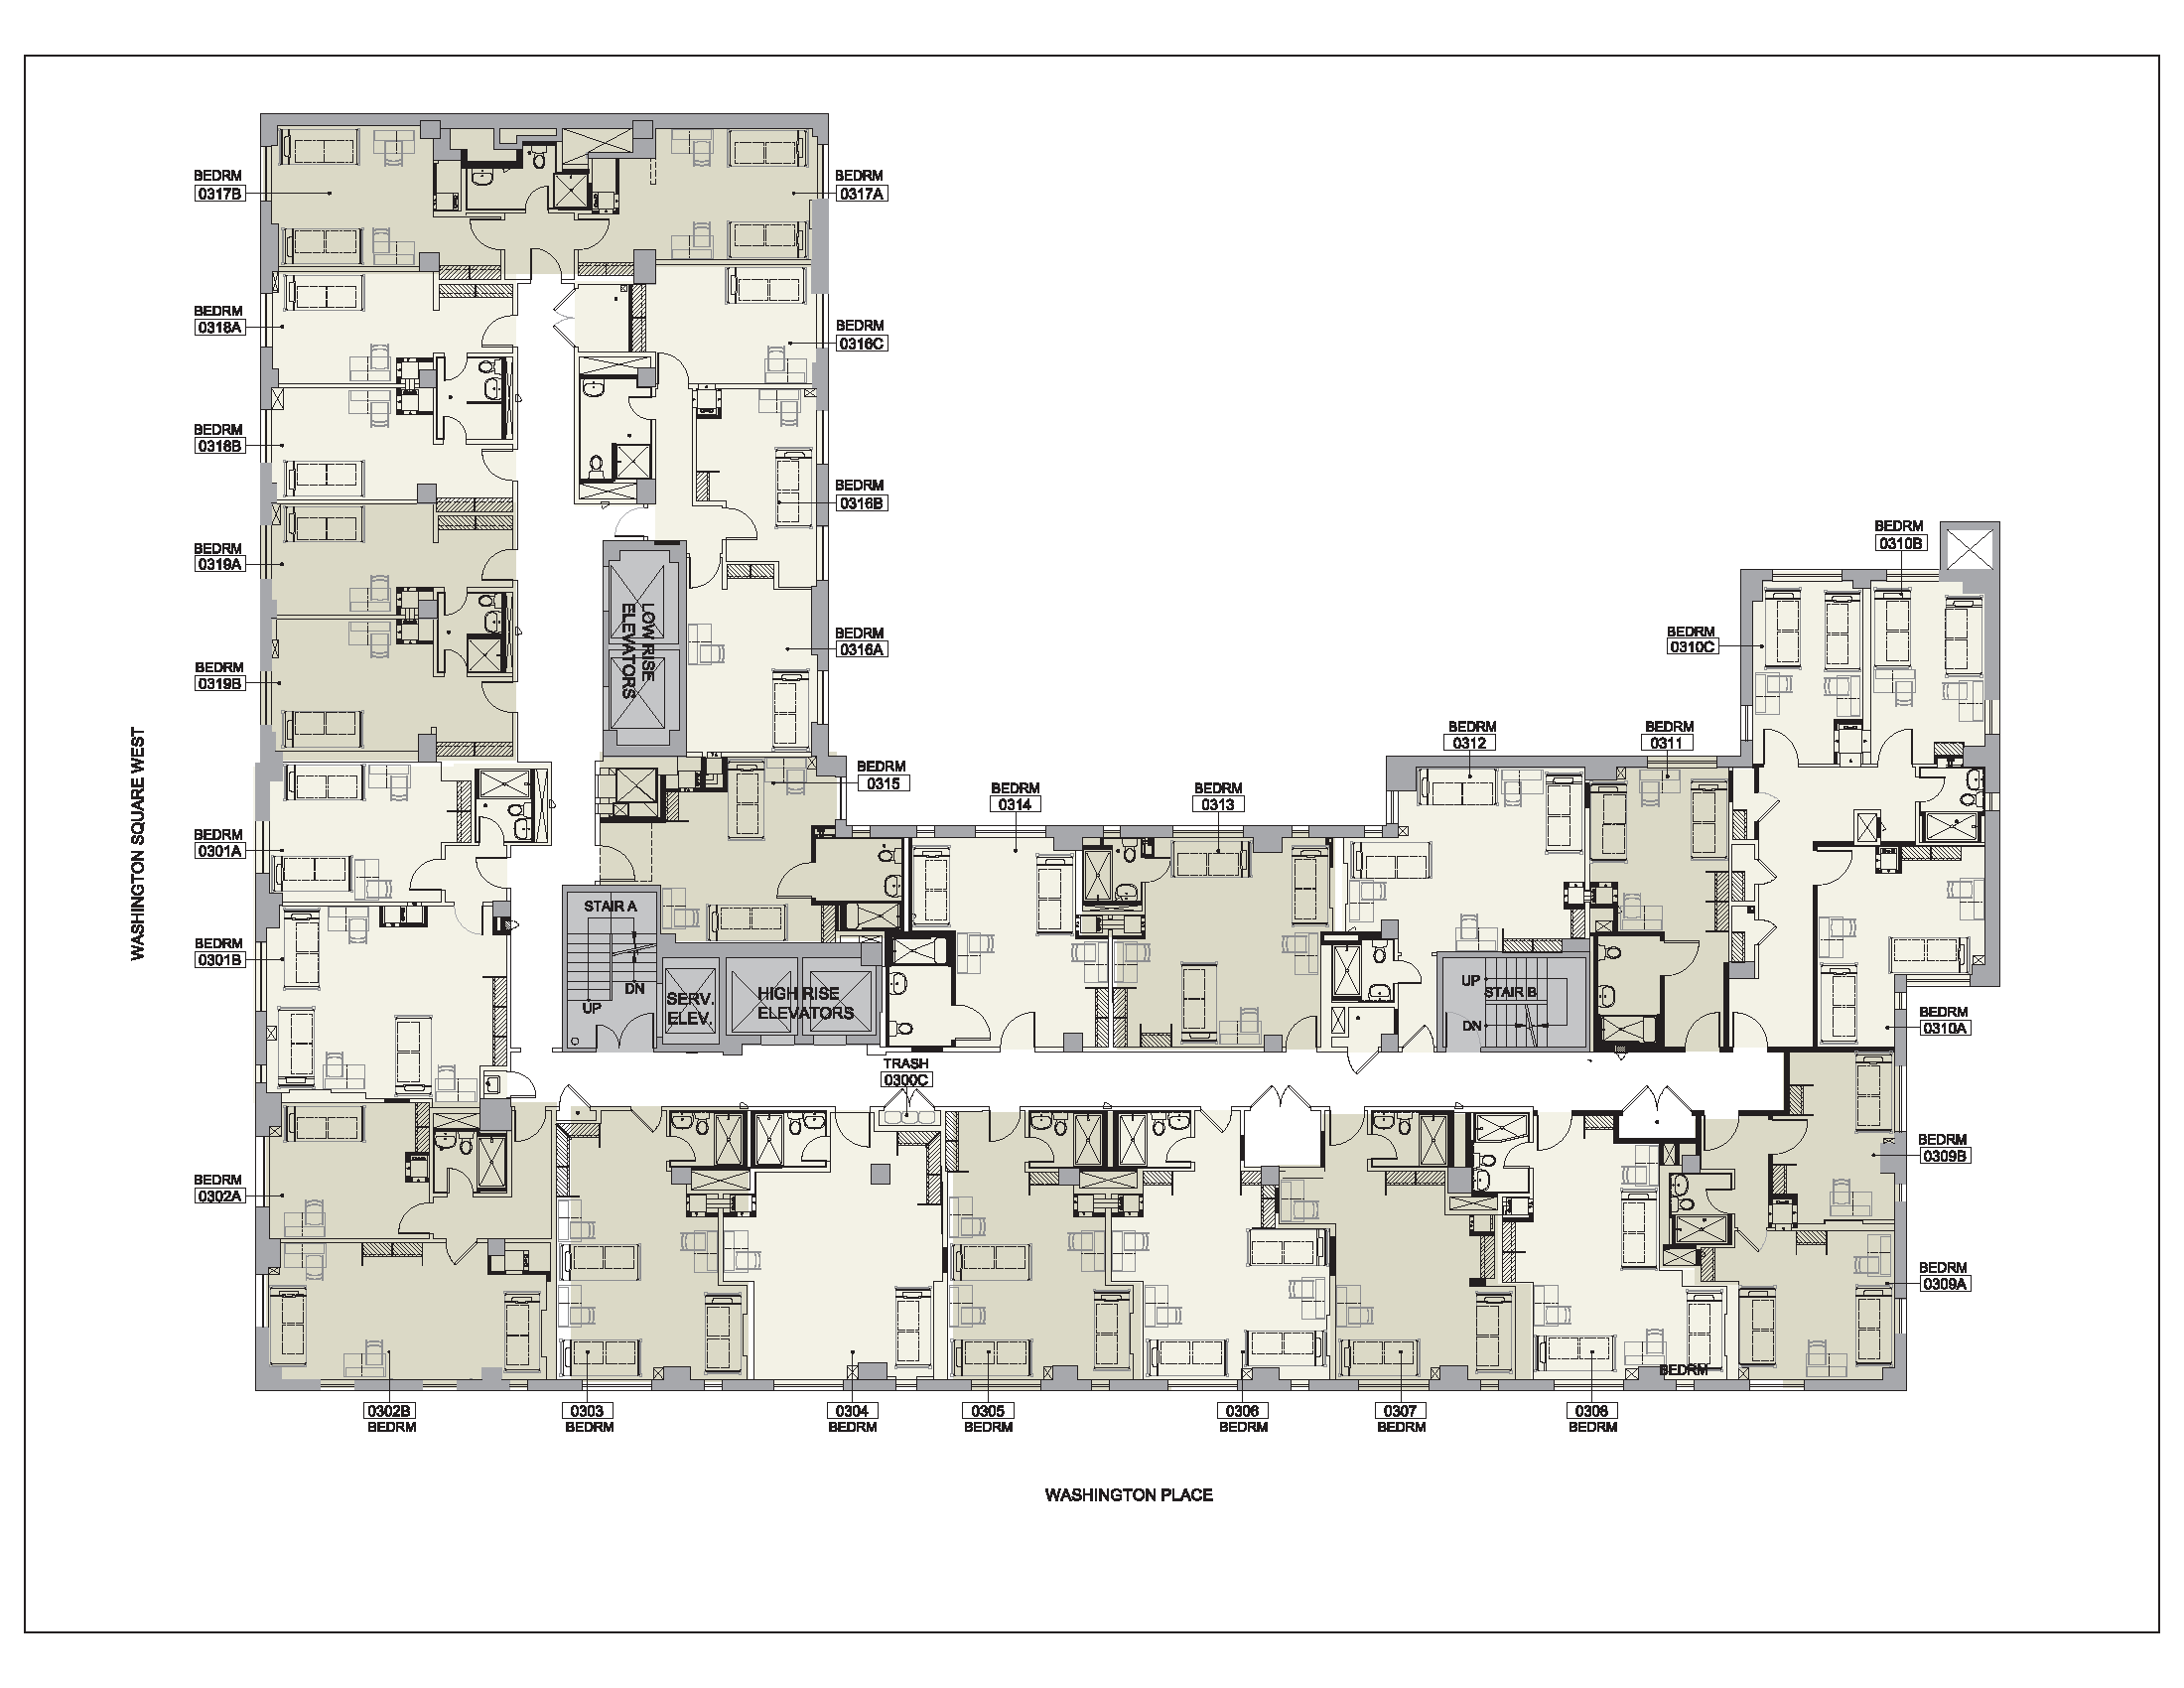 BEDRM
0317B
BEDRM
0317A
BEDRM
0318A
BEDRM
0316C
BEDRM
0318B
BEDRM
0316B
BEDRM
0319A
BEDRM
0310B
LOW RISE
ELEVATORS
BEDRM
0316A
BEDRM
0310C
BEDRM
0319B
BEDRM
0312
BEDRM
0311
WASHINGTON SQUARE WEST
BEDRM
0315
BEDRM
0314
BEDRM
0313
BEDRM
0301A
STAIR A
DN
UP
BEDRM
0301B
SERV.
ELEV.
HIGH RISE
ELEVATORS
UP
STAIR B
DN
BEDRM
0310A
TRASH
0300C
BEDRM
0302A
BEDRM
0309B
BEDRM
0309A
BEDRM
0302B
BEDRM
0303
BEDRM
0304
BEDRM
0305
BEDRM
0306
BEDRM
0307
BEDRM
0308
BEDRM
WASHINGTON PLACE